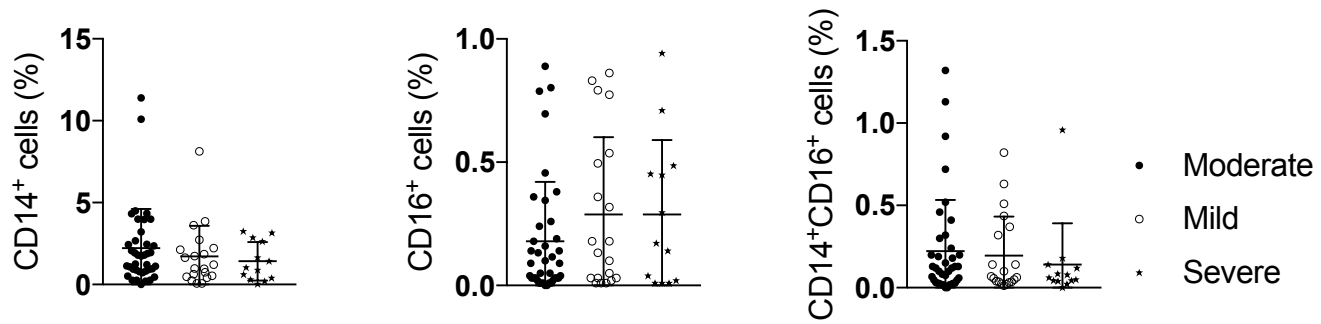 CD14+ cells (%)
15
10
5
0
CD16+ cells (%)
1.0
0.5
0.0
CD14+CD16+ cells (%)
1.5
1.0
0.5
0.0
Moderate
Mild
Severe